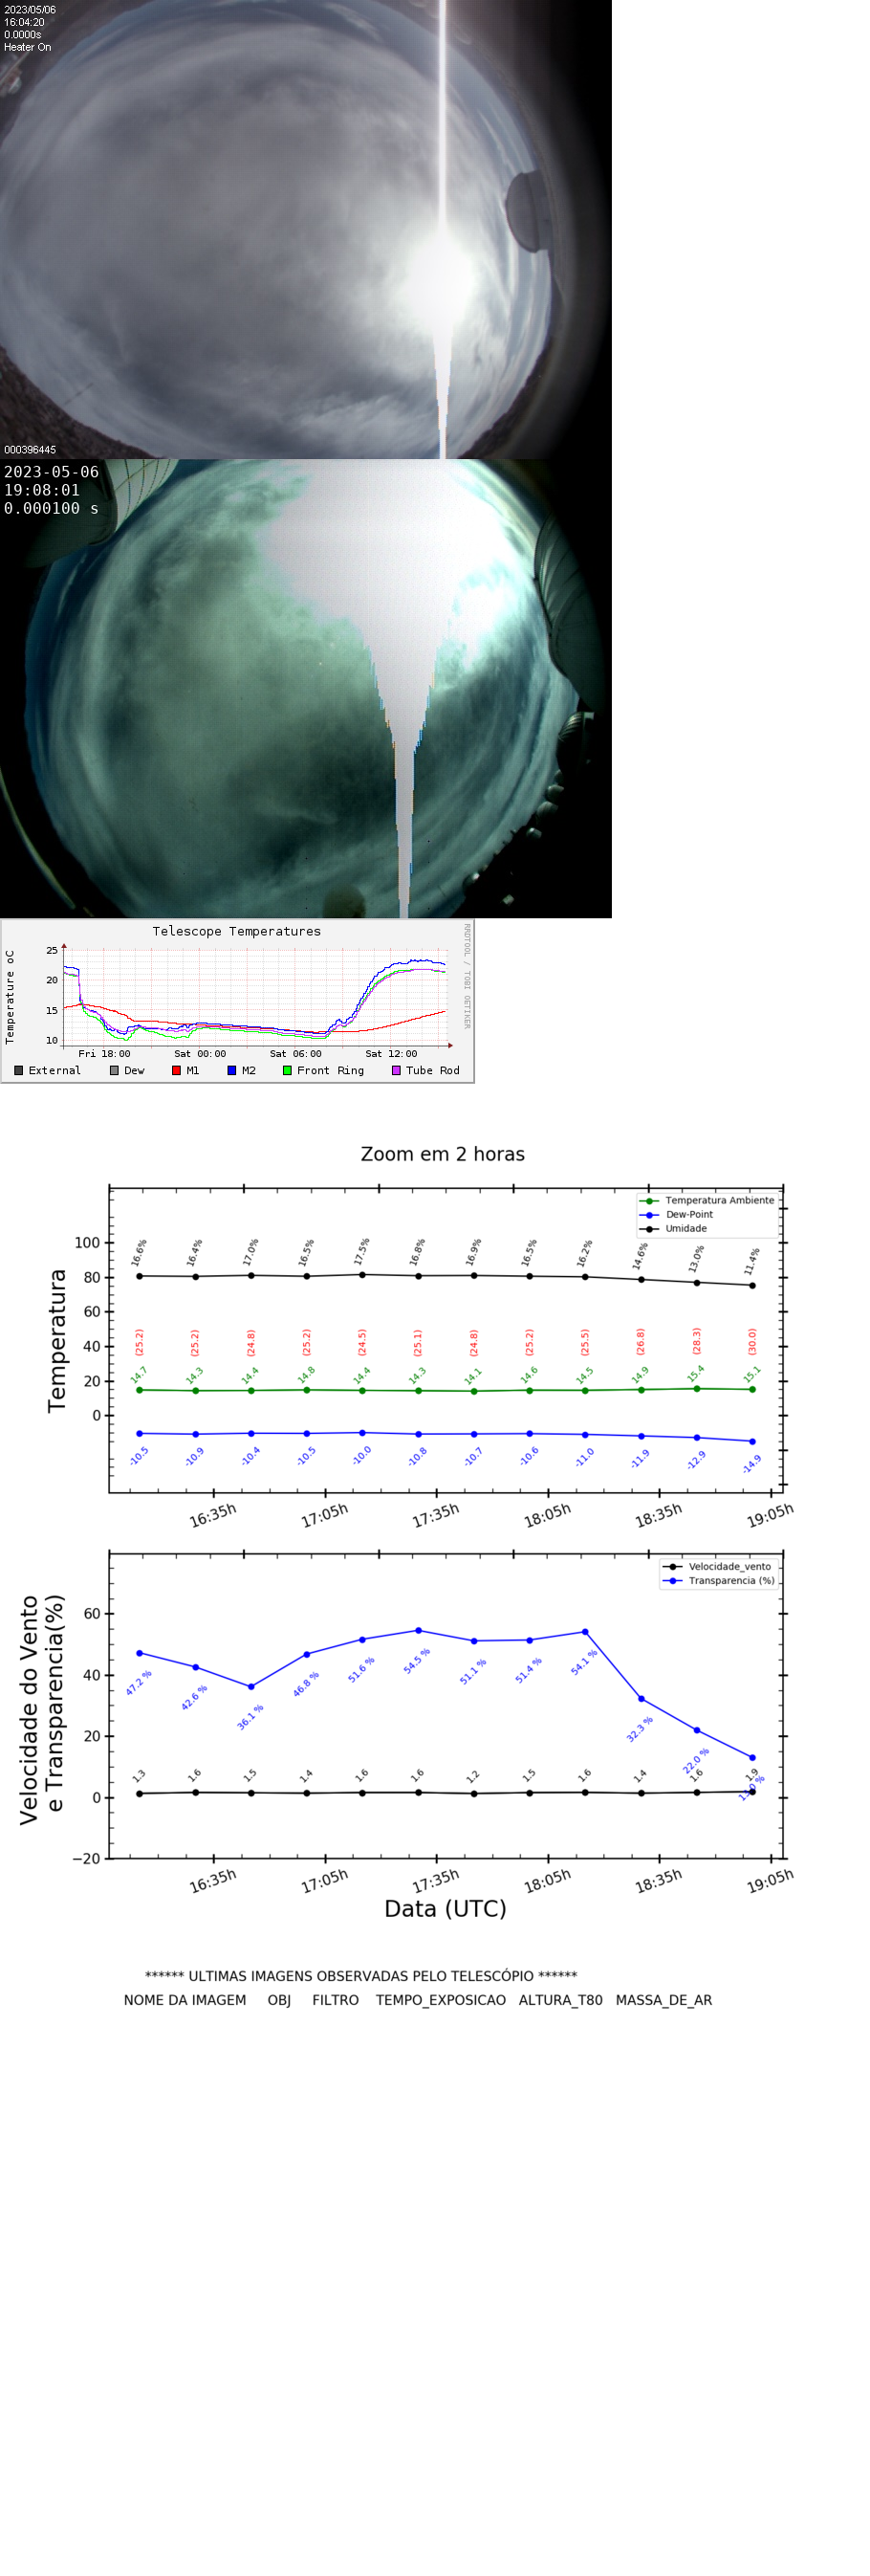 2023/05/06
16:04:20
0.0000s
Heater On
000396445
2023-05-06
19:08:01
0.000100 s
Telescope Temperatures
RRDTOOL / TOBI OETIKER
Temperature oC
25
20
15
10
Fri 18:00 Sat 00:00 Sat 06:00 Sat 12:00
External Dew M1 M2 Front Ring Tube Rod
Zoom em 2 horas
Temperatura
Temperatura Ambiente
Dew-Point
Umidade
100
80
60
40
20
0
16.6% 16.4% 17.0% 16.5% 17.5% 16.8% 16.9% 16.5% 16.2% 14.6% 13.0% 11.4%
(25.2) (25.2) (24.8) (25.2) (24.5) (25.1) (24.8) (25.2) (25.5) (26.8) (28.3) (30.0)
14.7 14.3 14.4 14.8 14.4 14.3 14.1 14.6 14.5 14.9 15.4 15.1
-10.5 -10.9 -10.4 -10.5 -10.0 -10.8 -10.7 -10.6 -11.0 -11.9 -12.9 -14.9
16:35h 17:05h 17:35h 18:05h 18:35h 19:05h
Velocidade do Vento
e Transparencia(%)
Velocidade_vento
Transparencia (%)
60
40
20
0
−20
47.2 % 42.6 % 36.1 % 46.8 % 51.6 % 54.5 % 51.1 % 51.4 % 54.1 % 32.3 % 22.0 % 13.0 %
1.3 1.6 1.5 1.4 1.6 1.6 1.2 1.5 1.6 1.4 1.6 1.9
16:35h 17:05h 17:35h 18:05h 18:35h 19:05h
Data (UTC)
****** ULTIMAS IMAGENS OBSERVADAS PELO TELESCÓPIO ******
NOME DA IMAGEM OBJ FILTRO TEMPO_EXPOSICAO ALTURA_T80 MASSA_DE_AR